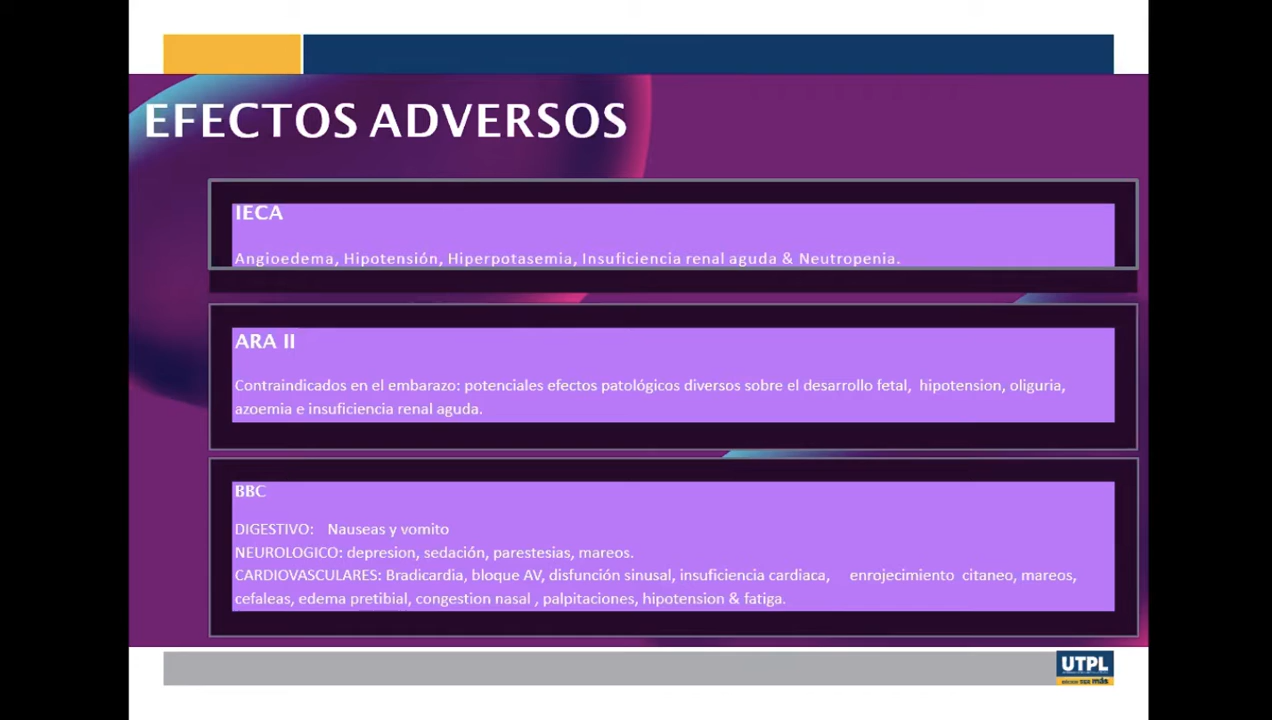 EFECTOS ADVERSOS
IECA
Angioedema, Hipotensión, Hiperpotasemia, Insuficiencia renal aguda & Neutropenia.
ARA II
Contraindicados en el embarazo: potenciales efectos patológicos diversos sobre el desarrollo fetal, hipotension, oliguria,
azoemia e insuficiencia renal aguda.
BBC
DIGESTIVO: Nauseas y vomito
NEUROLOGICO: depresion, sedación, parestesias, mareos.
CARDIOVASCULARES: Bradicardia, bloque AV, disfunción sinusal, insuficiencia cardiaca, enrojecimiento citaneo, mareos,
cefaleas, edema pretibial, congestion nasal , palpitaciones, hipotension & fatiga.
UTPL
más